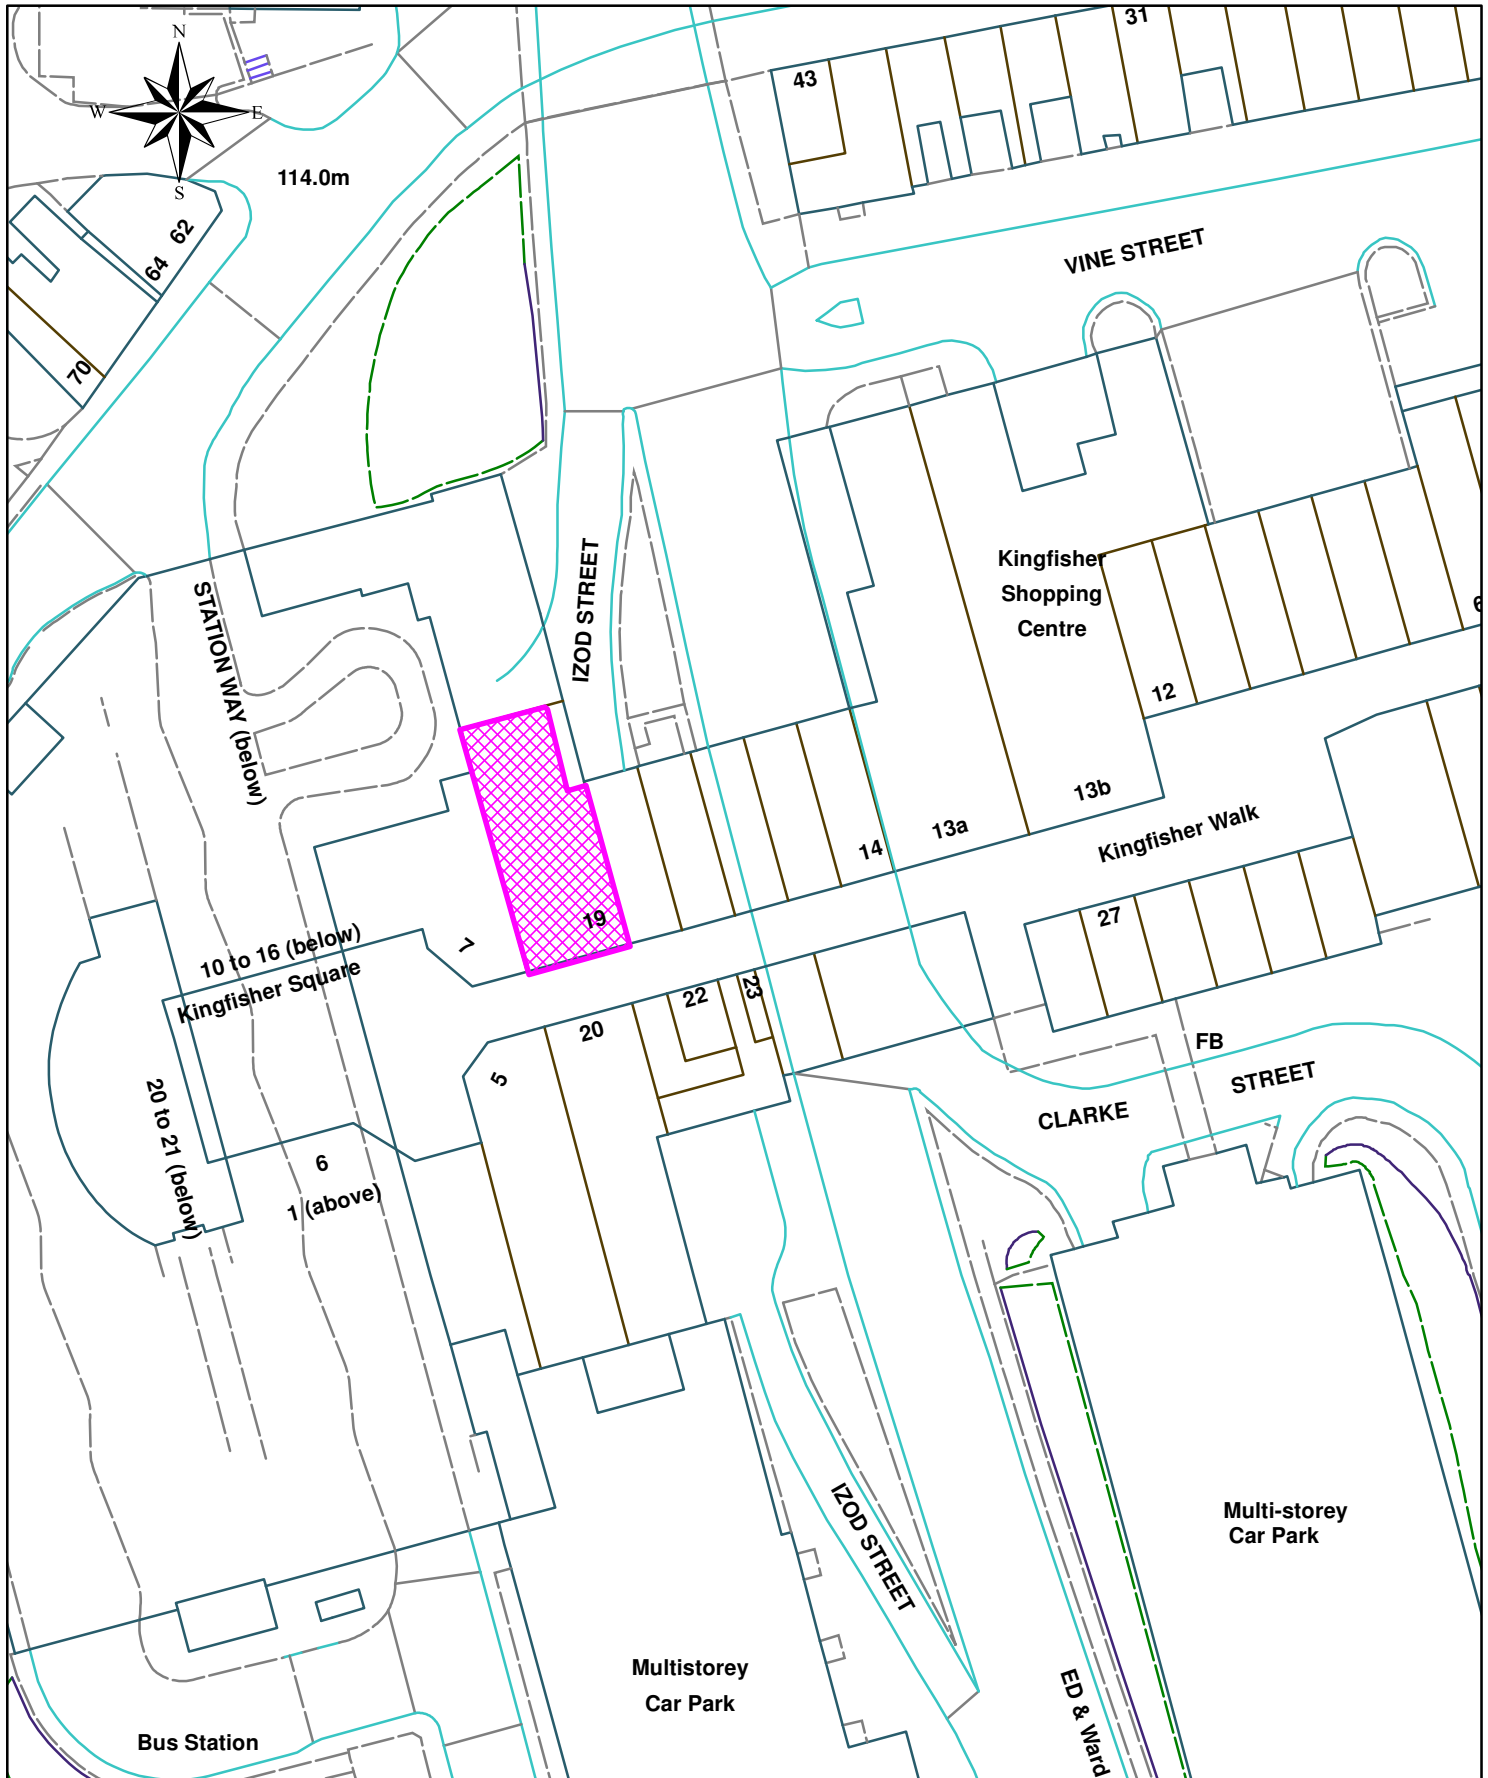 31
43
N
W
E
S
114.0m
62
64
70
VINE STREET
IZOD STREET
STATION WAY (below)
Kingfisher
Shopping
Centre
6
12
13b
13a
14
Kingfisher Walk
19
7
27
10 to 16 (below)
Kingfisher Square
22
23
20
5
FB
STREET
CLARKE
20 to 21 (below)
6
1 (above)
IZOD STREET
Multi-storey
Car Park
Multistorey
Car Park
ED & Ward
Bus Station